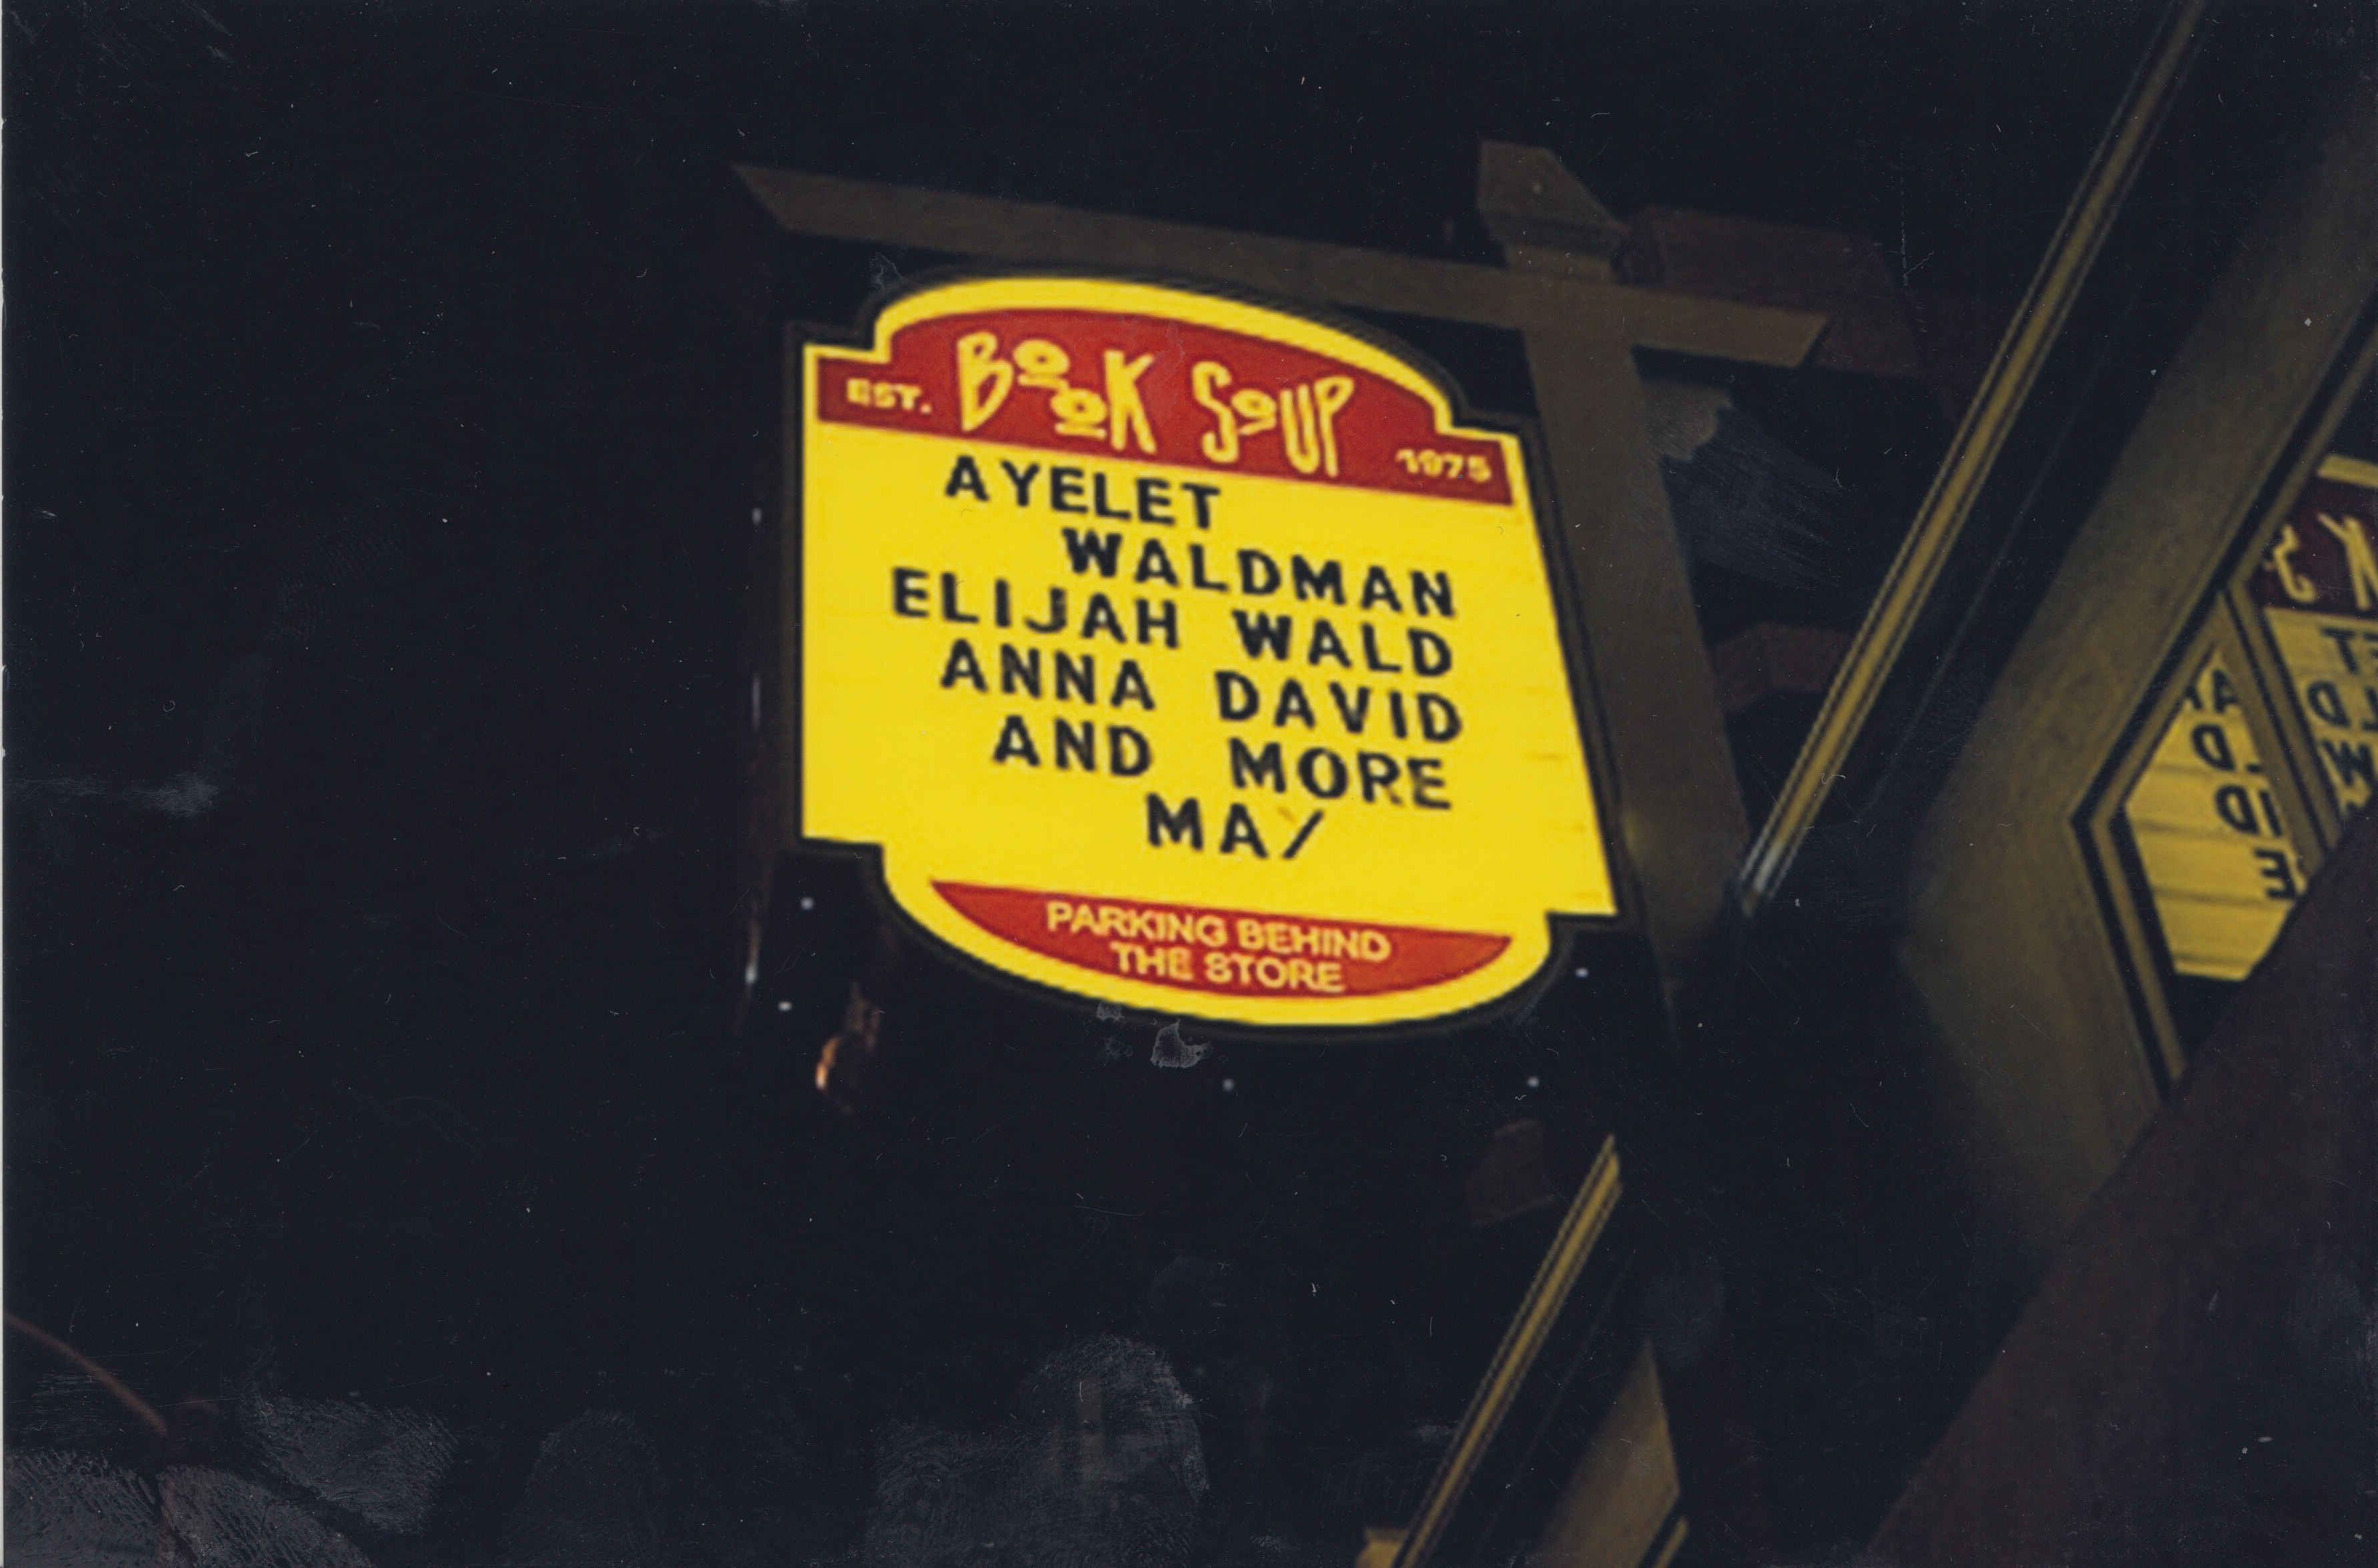 BOOK SOUP
EST. 1975
AYELET
WALDMAN
ELIJAH WALD
ANNA DAVID
AND MORE
MA/
PARKING BEHIND
THE STORE